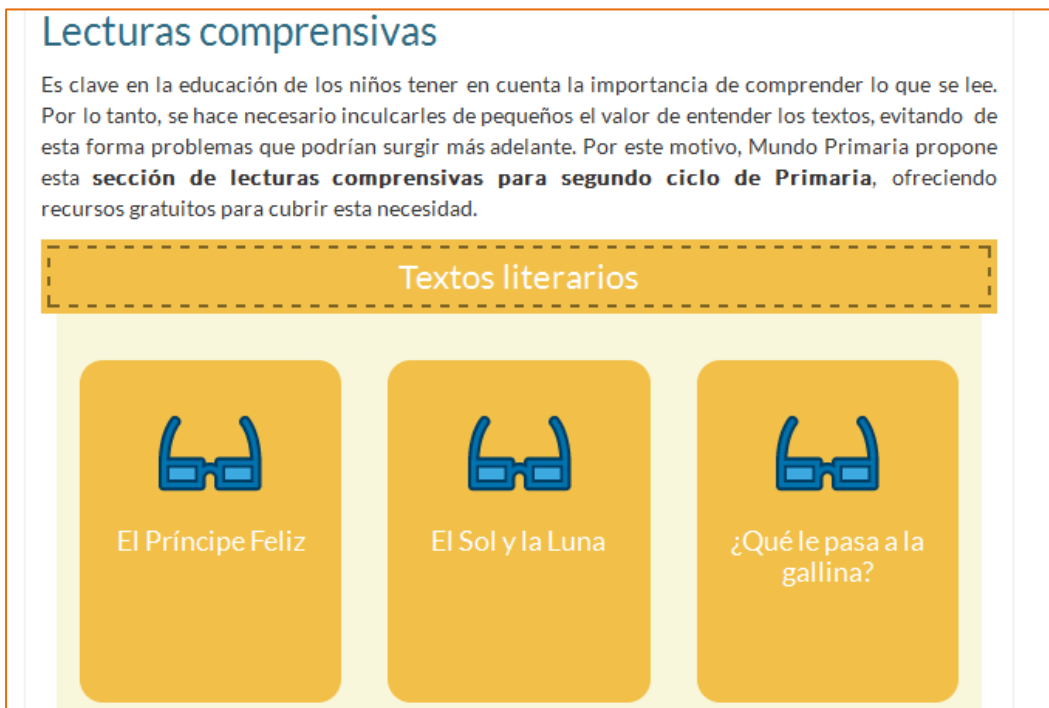 Lecturas comprensivas
Es clave en la educación de los niños tener en cuenta la importancia de comprender lo que se lee.
Por lo tanto, se hace necesario inculcarles de pequeños el valor de entender los textos, evitando de
esta forma problemas que podrían surgir más adelante. Por este motivo, Mundo Primaria propone
esta sección de lecturas comprensivas para segundo ciclo de Primaria, ofreciendo
recursos gratuitos para cubrir esta necesidad.
Textos literarios
El Príncipe Feliz
El Sol y la Luna
¿Qué le pasa a la
gallina?